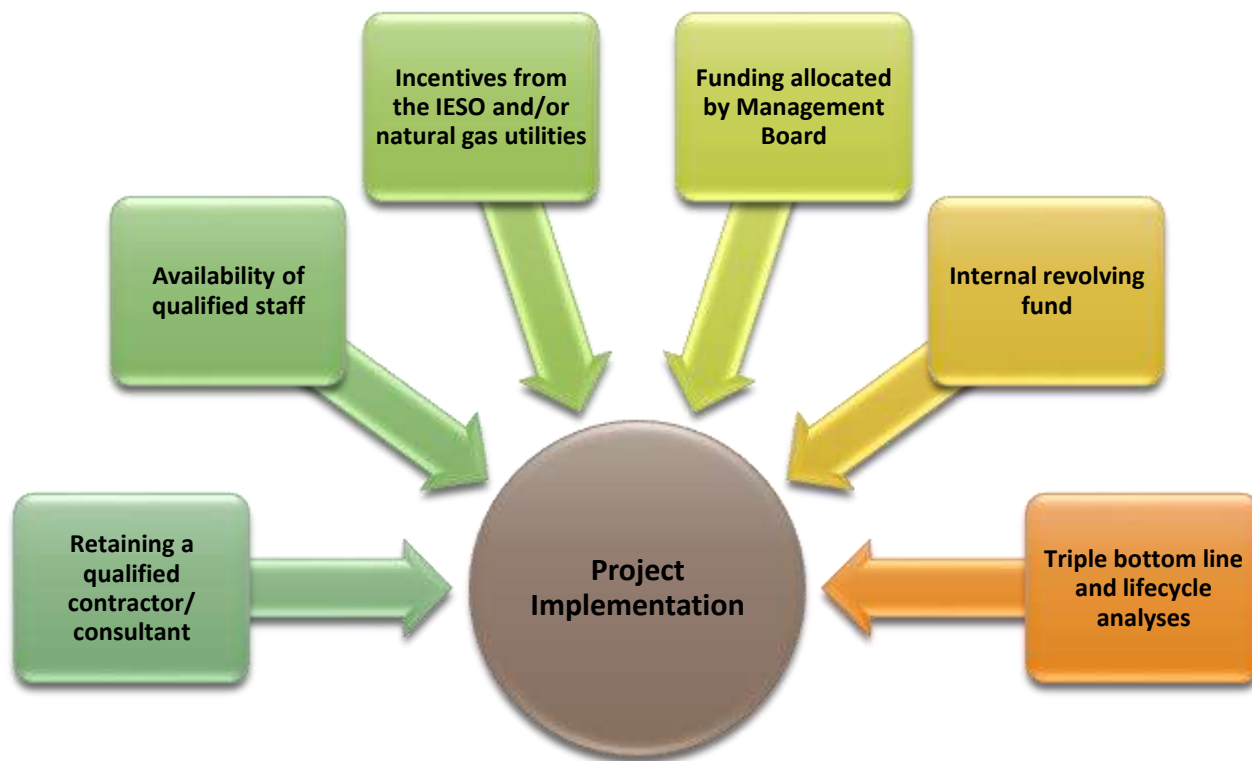 Incentives from
the IESO and/or
natural gas utilities
Funding allocated
by Management
Board
Availability of
qualified staff
Internal revolving
fund
Retaining a
qualified
contractor/
consultant
Project
Implementation
Triple bottom line
and lifecycle
analyses